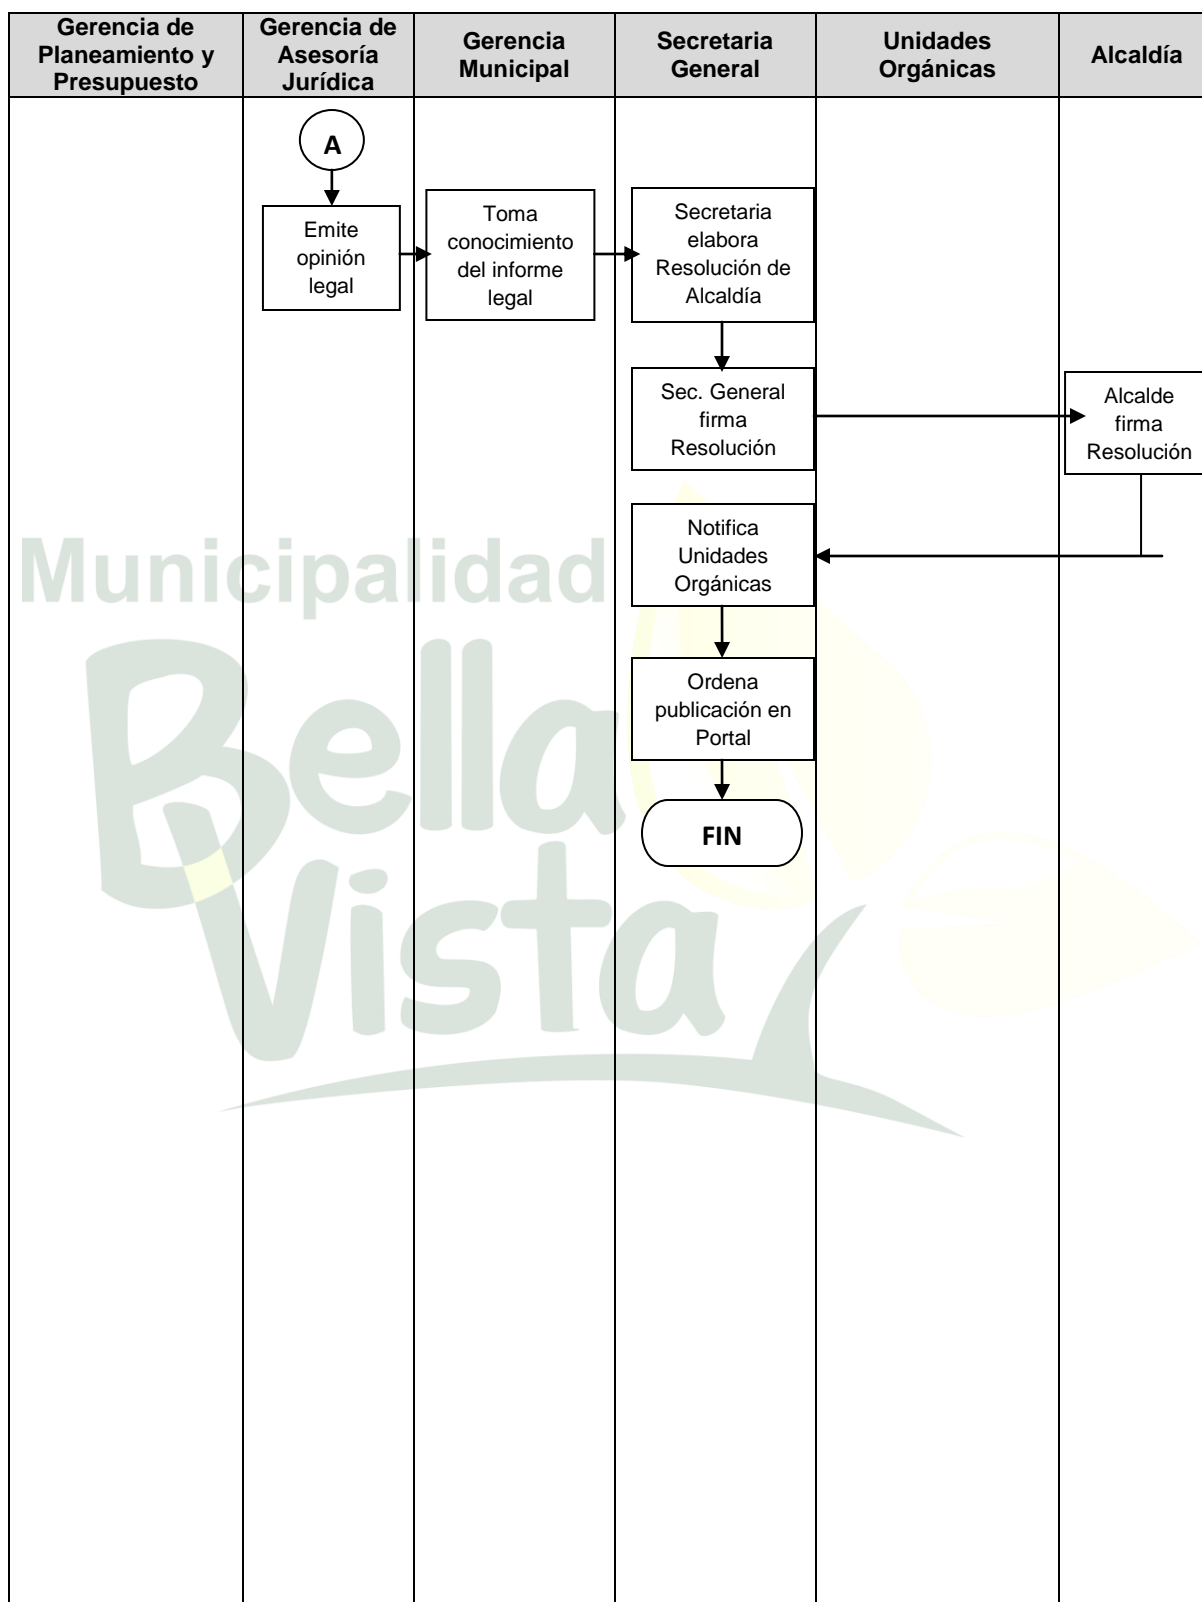 Gerencia de
Planeamiento y
Presupuesto
Gerencia de
Asesoría
Jurídica
Gerencia
Municipal
Secretaria
General
Unidades
Orgánicas
Alcaldía
A
Emite
opinión
legal
Toma
conocimiento
del informe
legal
Secretaria
elabora
Resolución de
Alcaldía
Sec. General
firma
Resolución
Alcalde
firma
Resolución
Notifica
Unidades
Orgánicas
Ordena
publicación en
Portal
FIN
Municipalidad
Bella
Vista